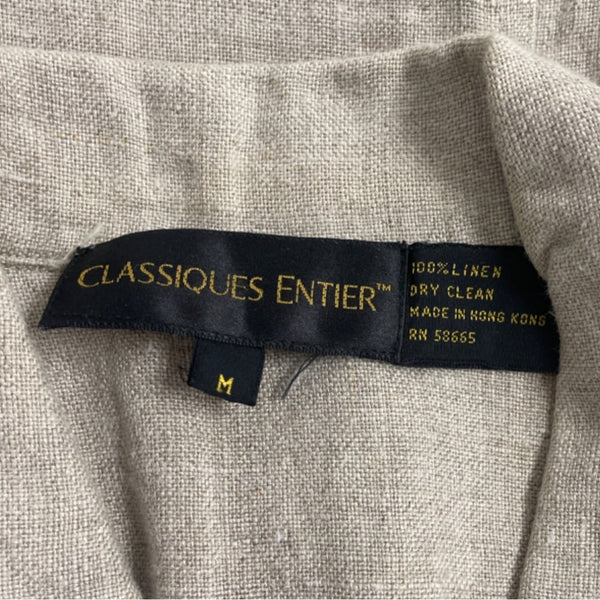 CLASSIQUES ENTIER™
100% LINEN
DRY CLEAN
MADE IN HONG KONG
RN 58665
M